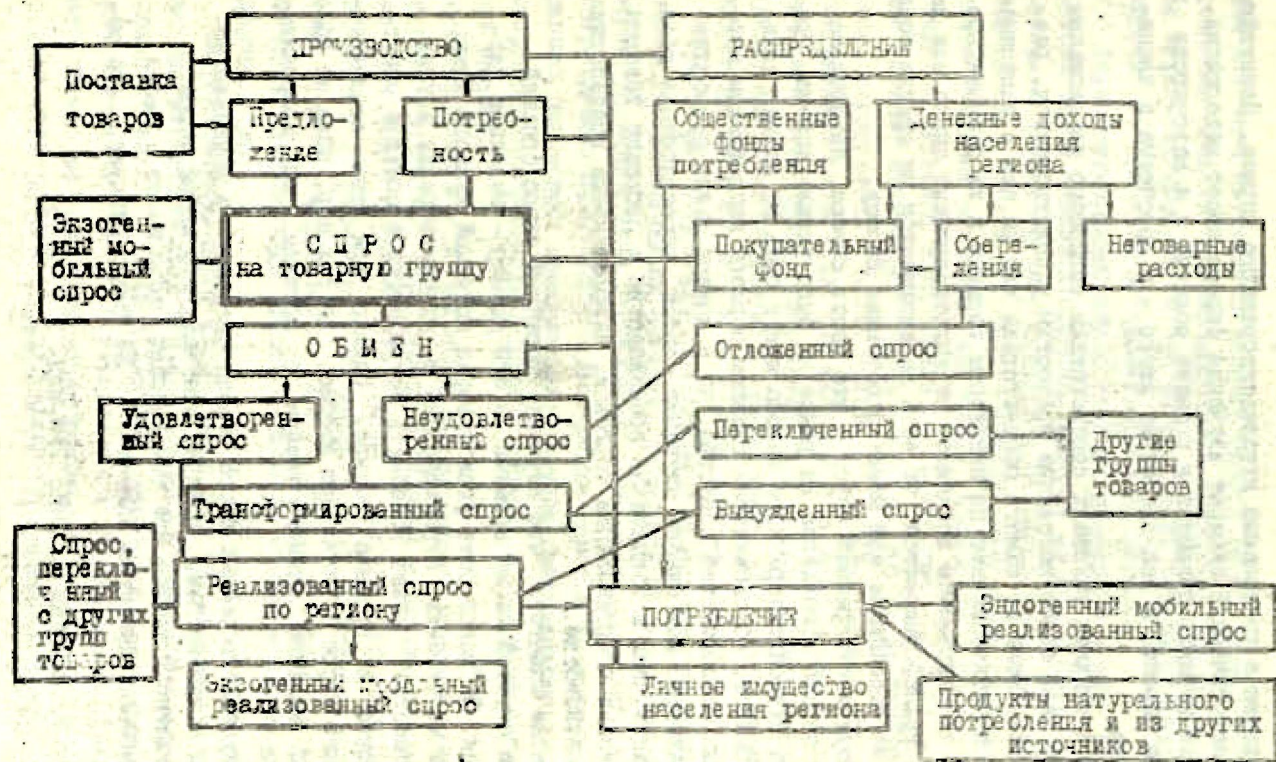 ПРОИЗВОДСТВО
РАСПРЕДЕЛЕНИЕ
Поставка
товаров
Предло-
жение
Потреб-
ность
Общественные
фонды
потребления
Денежные доходы
населения
региона
Экзоген-
ный мо-
бильный
спрос
СПРОС
на товарную группу
Покупательный
фонд
Сбере-
жения
Нетоварные
расходы
ОБМЕН
Отложенный спрос
Удовлетворен-
ный спрос
Неудовлетво-
ренный спрос
Переключенный спрос
Другие
группы
товаров
Трансформированный спрос
Вынужденный спрос
Спрос,
переклю-
ченный
с других
групп
товаров
Реализованный спрос
по региону
ПОТРЕБЛЕНИЕ
Эндогенный мобильный
реализованный спрос
Экзогенный мобильный
реализованный спрос
Личное имущество
населения региона
Продукты натурального
потребления и из других
источников